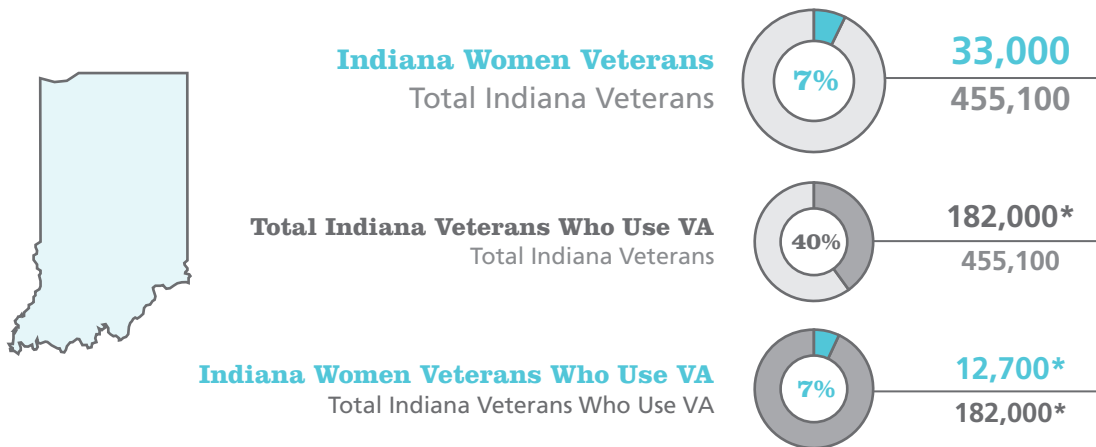 Indiana Women Veterans
Total Indiana Veterans
7%
33,000
455,100
Total Indiana Veterans Who Use VA
Total Indiana Veterans
40%
182,000*
455,100
Indiana Women Veterans Who Use VA
Total Indiana Veterans Who Use VA
7%
12,700*
182,000*